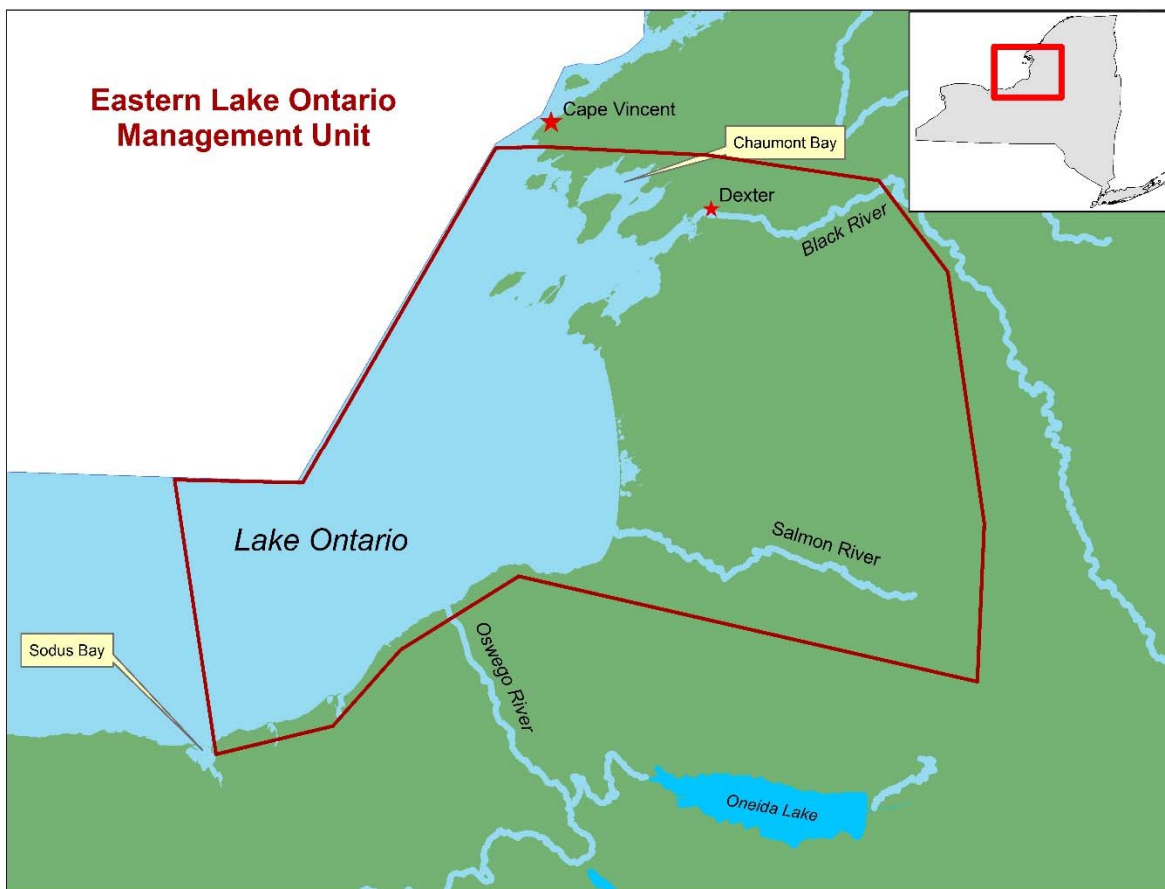 Eastern Lake Ontario
Management Unit
Cape Vincent
Chaumont Bay
Dexter
Black River
Lake Ontario
Salmon River
Sodus Bay
Oswego River
Oneida Lake